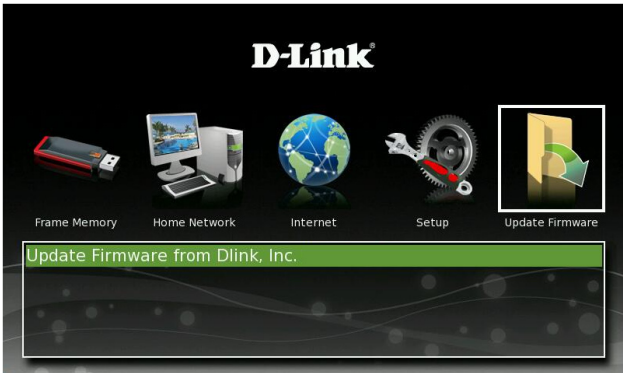 D-Link®
Frame Memory
Home Network
Internet
Setup
Update Firmware
Update Firmware from Dlink, Inc.